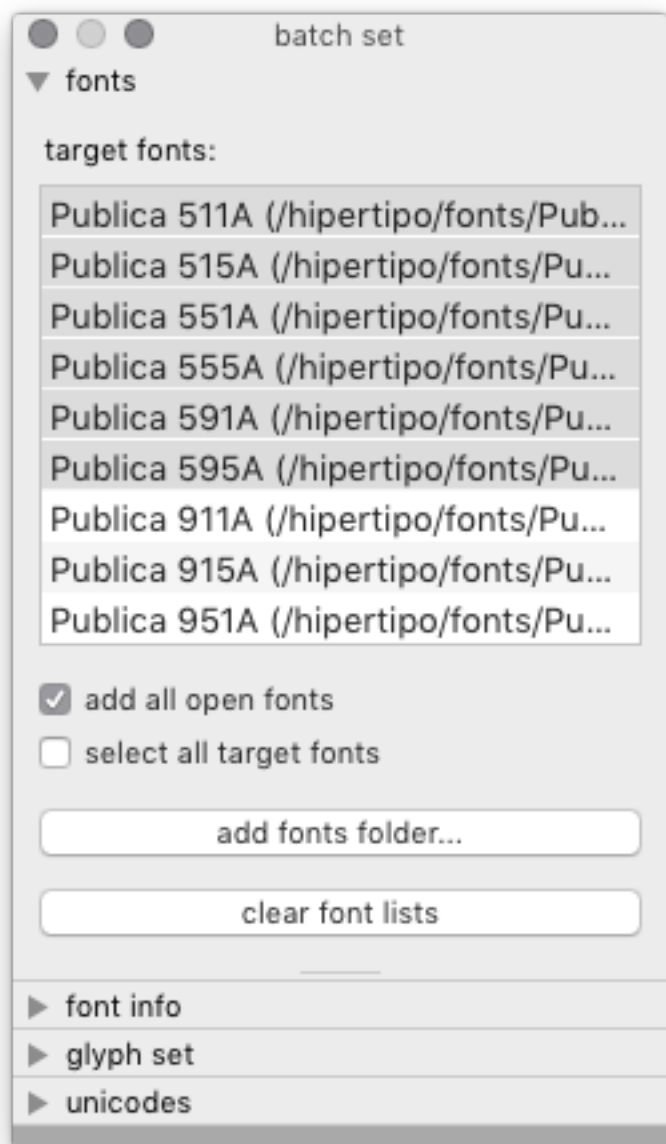 batch set
fonts
target fonts:
Publica 511A (/hipertipo/fonts/Pub...
Publica 515A (/hipertipo/fonts/Pu...
Publica 551A (/hipertipo/fonts/Pu...
Publica 555A (/hipertipo/fonts/Pu...
Publica 591A (/hipertipo/fonts/Pu...
Publica 595A (/hipertipo/fonts/Pu...
Publica 911A (/hipertipo/fonts/Pu...
Publica 915A (/hipertipo/fonts/Pu...
Publica 951A (/hipertipo/fonts/Pu...
add all open fonts
select all target fonts
add fonts folder...
clear font lists
font info
glyph set
unicodes